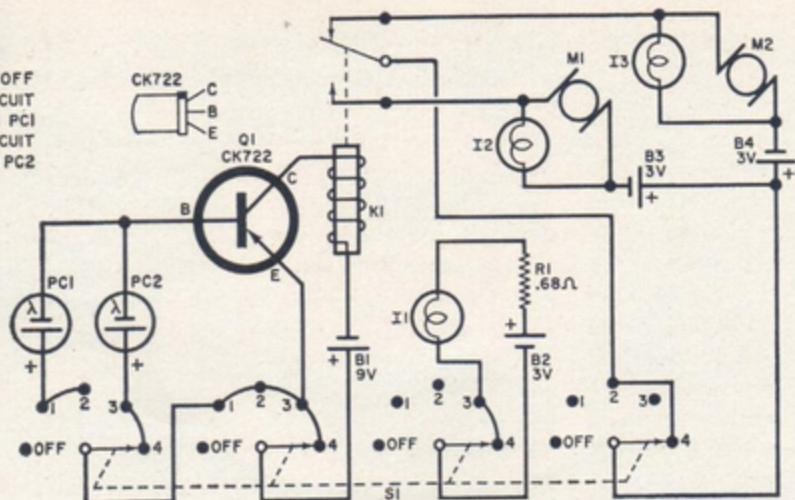 OFF
CUIT
PC1
CUIT
PC2
CK722
C
B
E
Q1
CK722
B
C
E
K1
M1
I2
I3
M2
B3
3V
B4
3V
+
+
PC1
λ
+
PC2
λ
+
+
B1
9V
I1
R1
.68Ω
+
B2
3V
1
2
3
4
OFF
1
2
3
4
OFF
1
2
3
4
OFF
1
2
3
4
OFF
S1